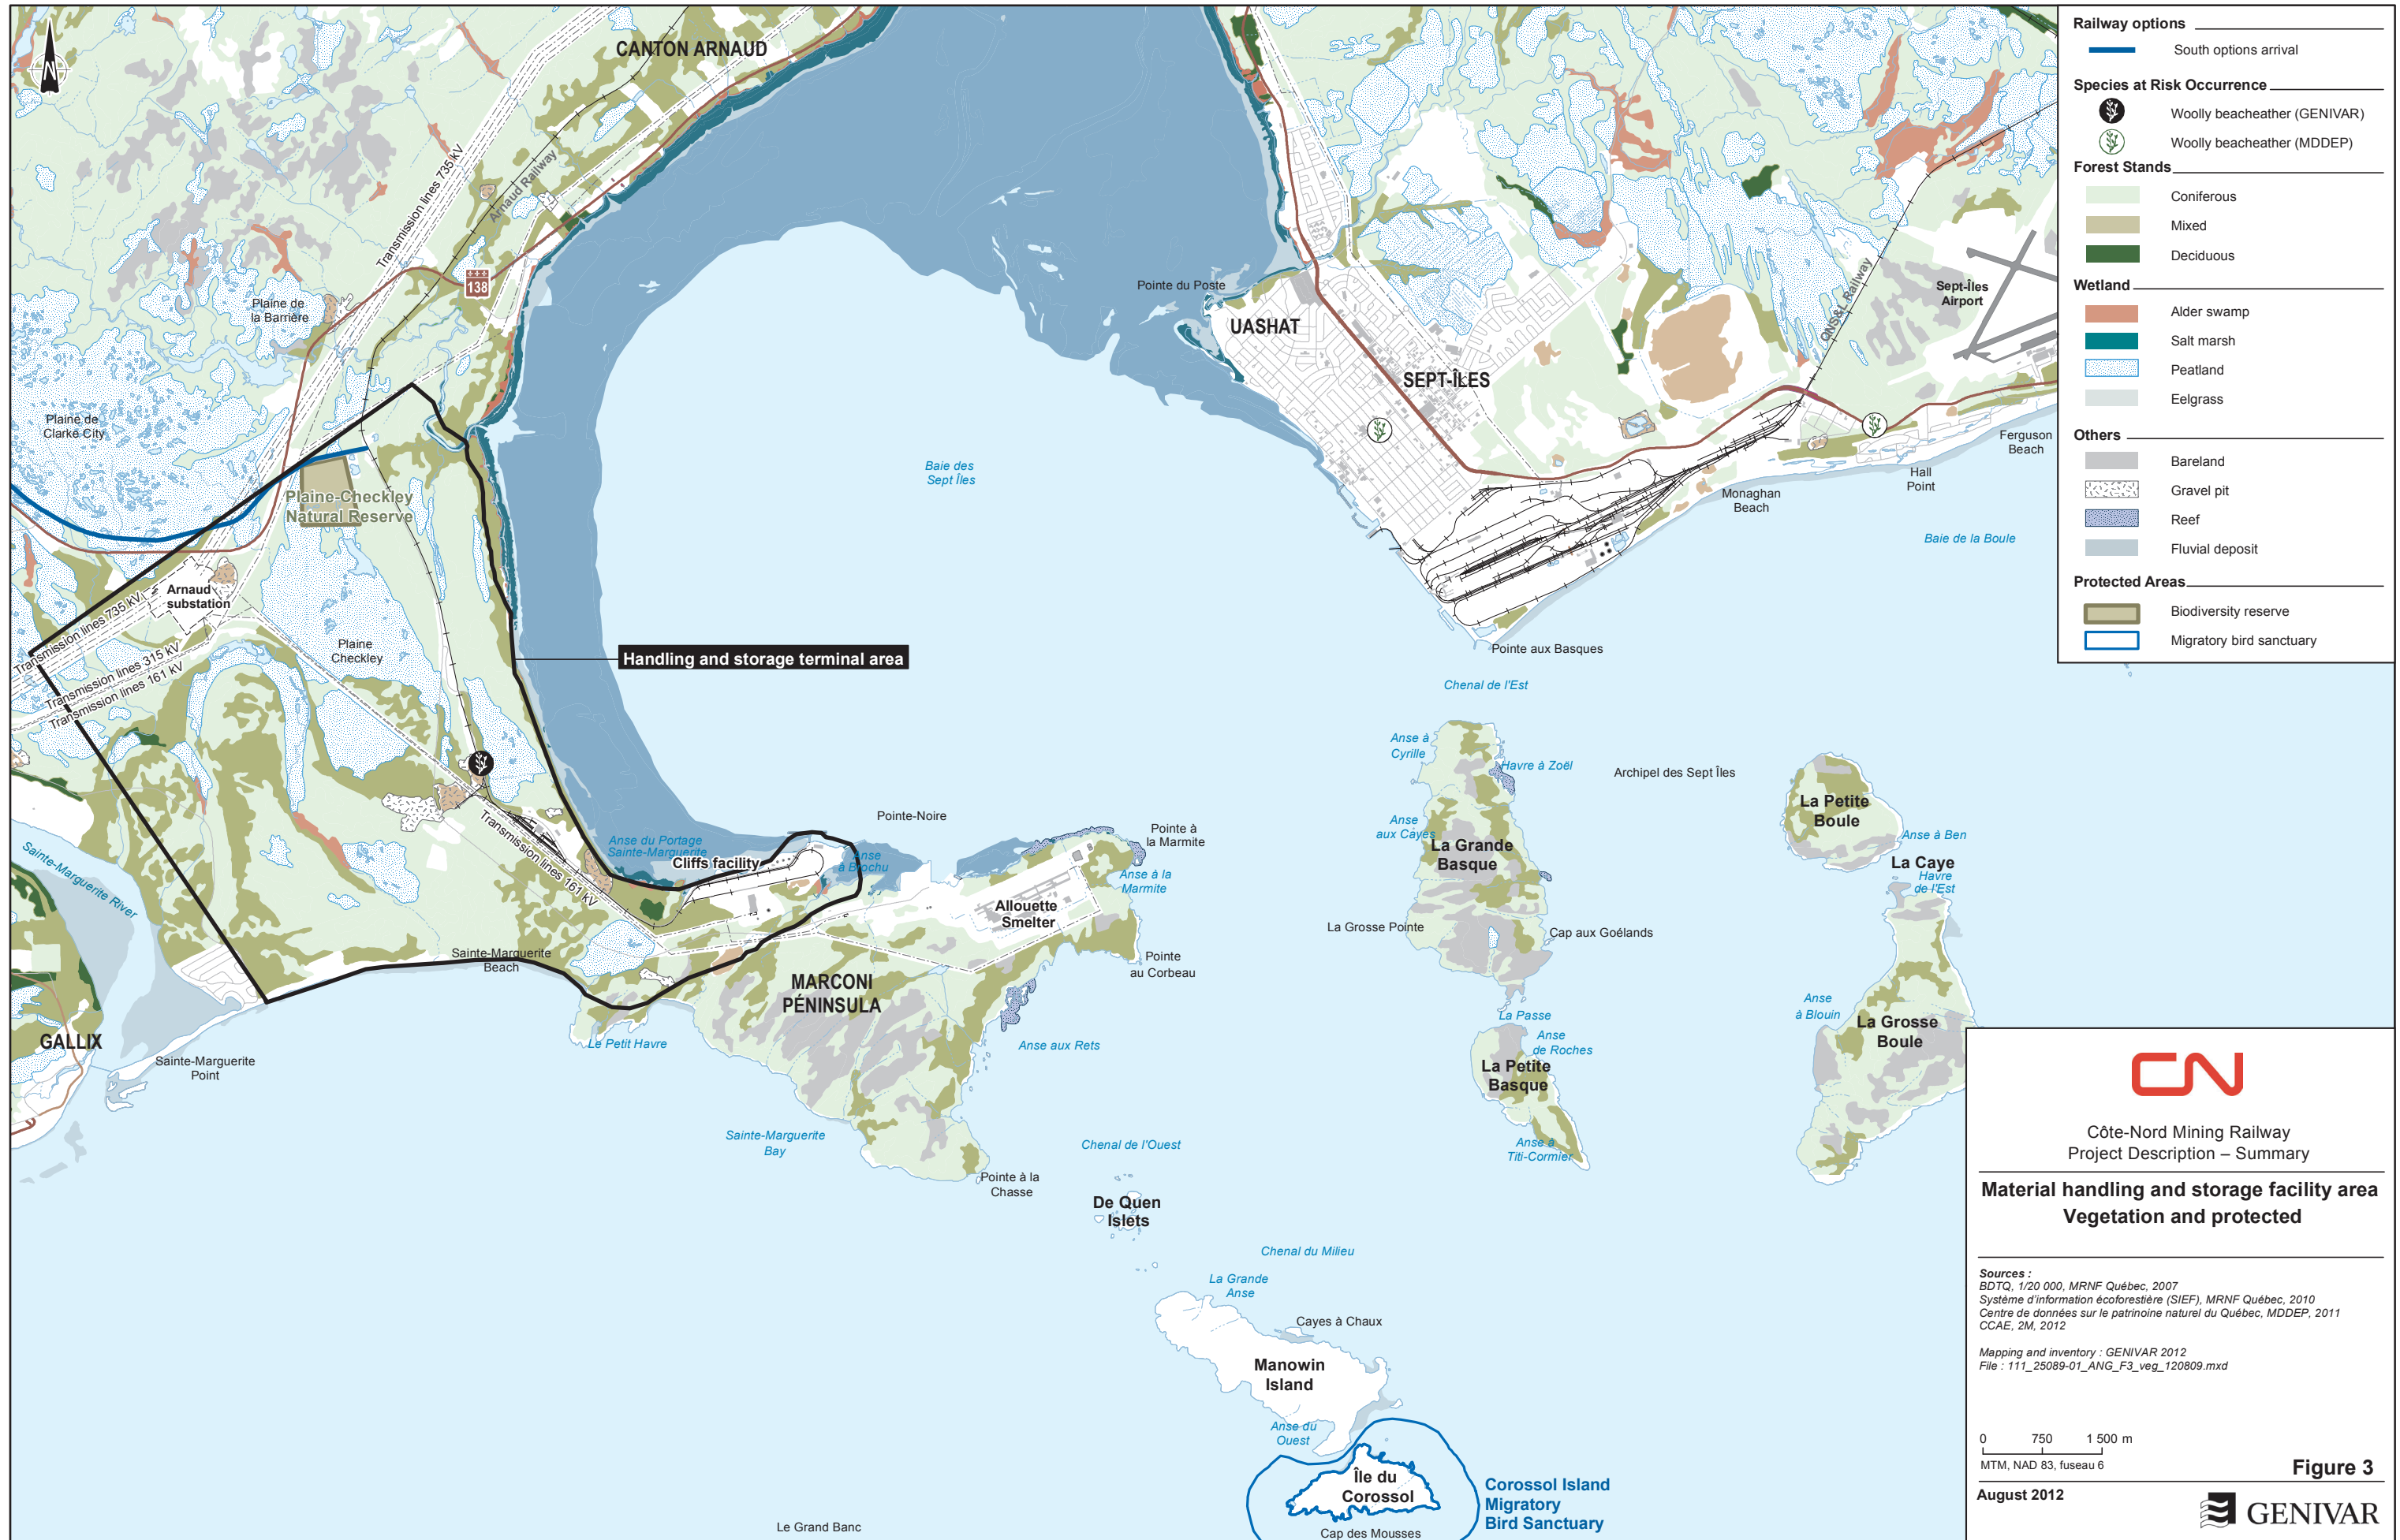 CANTON ARNAUD
Transmission lines 735 kV
Arnaud Railway
138
Plaine de
la Barrière
Plaine de
Clarke City
Plaine-Checkley
Natural Reserve
Arnaud
substation
Transmission lines 735 kV
Transmission lines 315 kV
Transmission lines 161 kV
Plaine
Checkley
Handling and storage terminal area
Baie des
Sept Îles
Pointe du Poste
UASHAT
SEPT-ÎLES
QNS&L Railway
Sept-Îles
Airport
Ferguson
Beach
Hall
Point
Monaghan
Beach
Baie de la Boule
Pointe aux Basques
Chenal de l'Est
Anse à
Cyrille
Havre à Zoël
Archipel des Sept Îles
Anse
aux Cayes
La Grande
Basque
La Petite
Boule
Anse à Ben
La Caye
Havre
de l'Est
La Grosse Pointe
Cap aux Goélands
La Passe
Anse
de Roches
La Petite
Basque
Anse à
Titi-Cormier
Anse
à Blouin
La Grosse
Boule
Transmission lines 161 kV
Anse du Portage
Sainte-Marguerite
Cliffs facility
Anse
à Brochu
Pointe-Noire
Pointe à
la Marmite
Anse à la
Marmite
Allouette
Smelter
Pointe
au Corbeau
MARCONI
PÉNINSULA
Sainte-Marguerite
Beach
Sainte-Marguerite River
GALLIX
Sainte-Marguerite
Point
Le Petit Havre
Anse aux Rets
Sainte-Marguerite
Bay
Chenal de l'Ouest
Pointe à la
Chasse
De Quen
Islets
Chenal du Milieu
La Grande
Anse
Cayes à Chaux
Manowin
Island
Anse du
Ouest
Île du
Corossol
Corossol Island
Migratory
Bird Sanctuary
Cap des Mousses
Le Grand Banc
Railway options
South options arrival
Species at Risk Occurrence
Woolly beacheather (GENIVAR)
Woolly beacheather (MDDEP)
Forest Stands
Coniferous
Mixed
Deciduous
Wetland
Alder swamp
Salt marsh
Peatland
Eelgrass
Others
Bareland
Gravel pit
Reef
Fluvial deposit
Protected Areas
Biodiversity reserve
Migratory bird sanctuary
CN
Côte-Nord Mining Railway
Project Description – Summary
Material handling and storage facility area
Vegetation and protected
Sources :
BDTQ, 1/20 000, MRNF Québec, 2007
Système d'information écoforestière (SIEF), MRNF Québec, 2010
Centre de données sur le patrinoine naturel du Québec, MDDEP, 2011
CCAE, 2M, 2012
Mapping and inventory : GENIVAR 2012
File : 111_25089-01_ANG_F3_veg_120809.mxd
0 750 1 500 m
MTM, NAD 83, fuseau 6
Figure 3
August 2012
GENIVAR